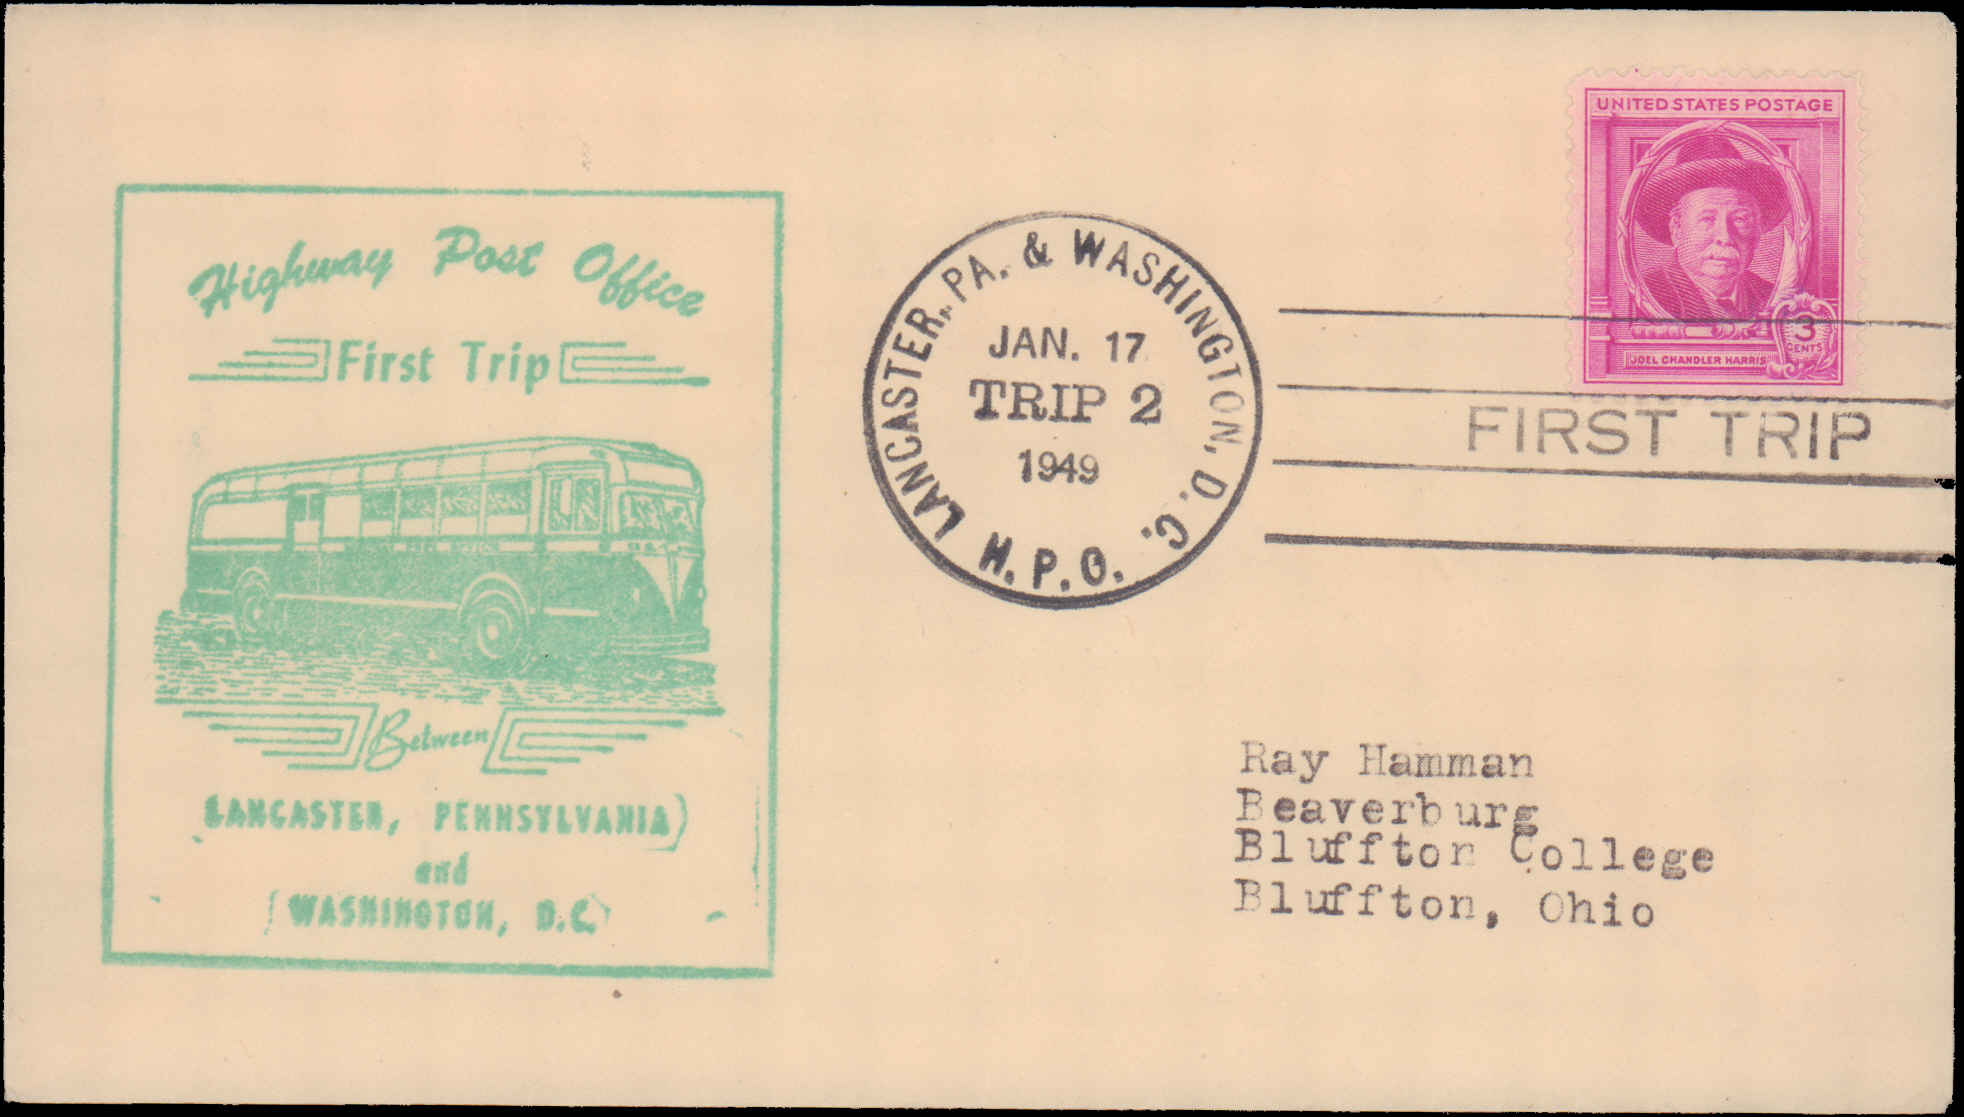 Highway Post Office
First Trip
Between
LANCASTER, PENNSYLVANIA
and
WASHINGTON, D.C.
LANCASTER, PA. & WASHINGTON, D. C.
JAN. 17
TRIP 2
1949
H.P.O.
UNITED STATES POSTAGE
3
CENTS
JOEL CHANDLER HARRIS
FIRST TRIP
Ray Hamman
Beaverburg
Bluffton College
Bluffton, Ohio